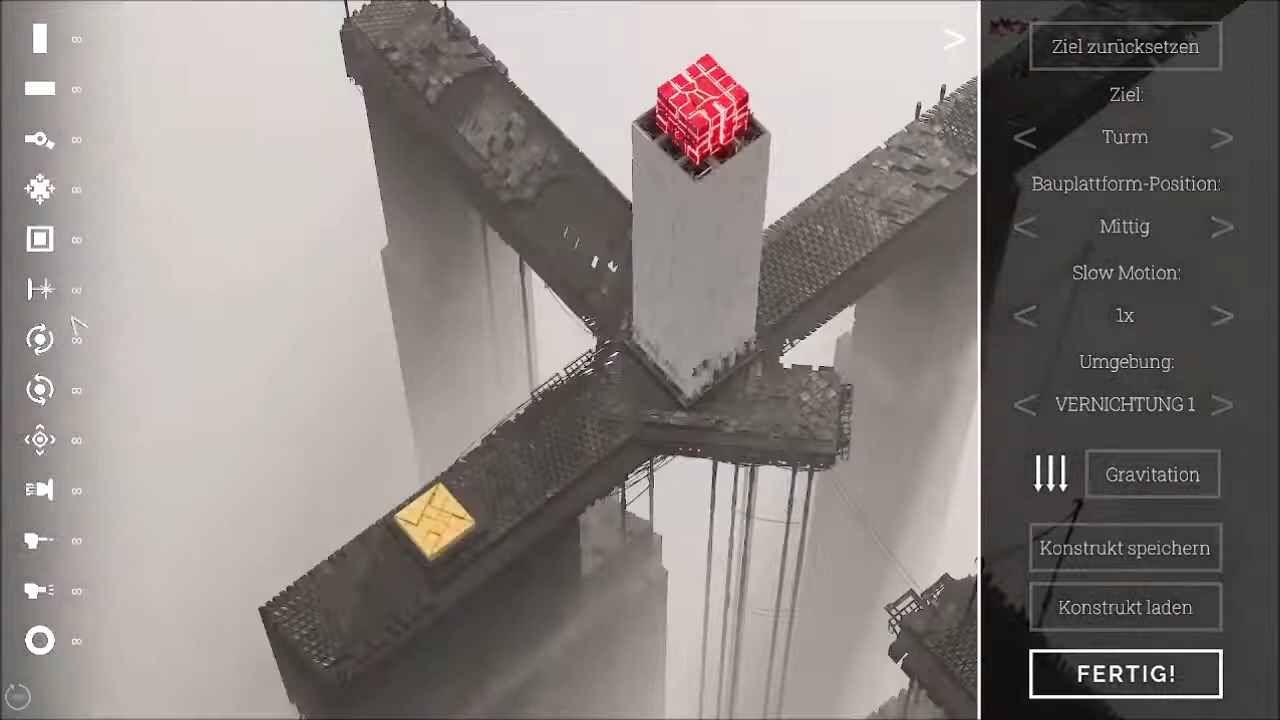 Ziel zurücksetzen
Ziel:
< Turm >
Bauplattform-Position:
< Mittig >
Slow Motion:
< 1x >
Umgebung:
< VERNICHTUNG 1 >
Gravitation
Konstrukt speichern
Konstrukt laden
FERTIG!